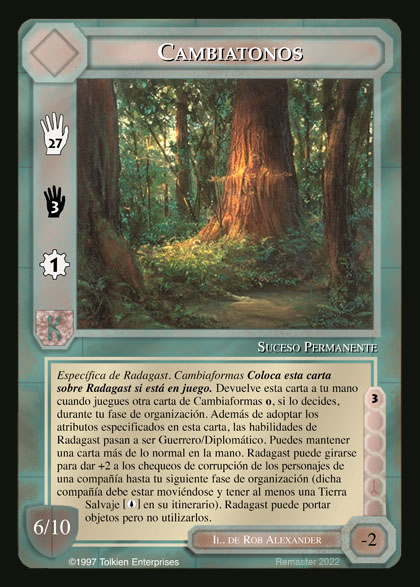 CAMBIATONOS
27
3
1
SUCESO PERMANENTE
Específica de Radagast. Cambiaformas Coloca esta carta
sobre Radagast si está en juego. Devuelve esta carta a tu mano
cuando juegues otra carta de Cambiaformas o, si lo decides,
durante tu fase de organización. Además de adoptar los
atributos especificados en esta carta, las habilidades de
Radagast pasan a ser Guerrero/Diplomático. Puedes mantener
una carta más de lo normal en la mano. Radagast puede girarse
para dar +2 a los chequeos de corrupción de los personajes de
una compañía hasta tu siguiente fase de organización (dicha
compañía debe estar moviéndose y tener al menos una Tierra
Salvaje [] en su itinerario). Radagast puede portar
objetos pero no utilizarlos.
3
6/10
IL. DE ROB ALEXANDER
-2
©1997 Tolkien Enterprises
Remaster 2022